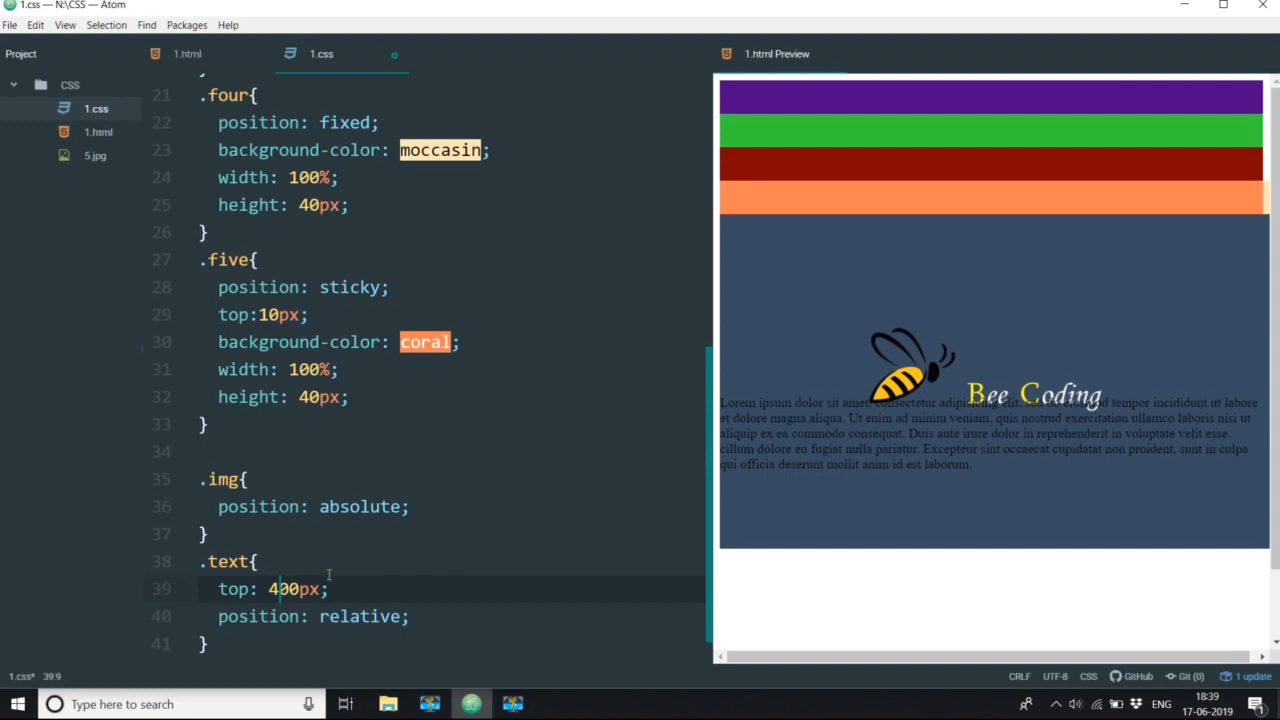 1.css — N:\CSS — Atom
File Edit View Selection Find Packages Help
Project
1.html
1.css
1.html Preview
CSS
1.css
1.html
5.jpg
}
21 .four{
22 position: fixed;
23 background-color: moccasin;
24 width: 100%;
25 height: 40px;
26 }
27 .five{
28 position: sticky;
29 top:10px;
30 background-color: coral;
31 width: 100%;
32 height: 40px;
33 }
34
35 .img{
36 position: absolute;
37 }
38 .text{
39 top: 400px;
40 position: relative;
41 }
Bee Coding
Lorem ipsum dolor sit amet, consectetur adipisicing elit, sed do eiusmod tempor incididunt ut labore
et dolore magna aliqua. Ut enim ad minim veniam, quis nostrud exercitation ullamco laboris nisi ut
aliquip ex ea commodo consequat. Duis aute irure dolor in reprehenderit in voluptate velit esse
cillum dolore eu fugiat nulla pariatur. Excepteur sint occaecat cupidatat non proident, sunt in culpa
qui officia deserunt mollit anim id est laborum.
1.css* 39:9
CRLF UTF-8 CSS GitHub Git (0) 1 update
Type here to search
ENG
18:39
17-06-2019
1